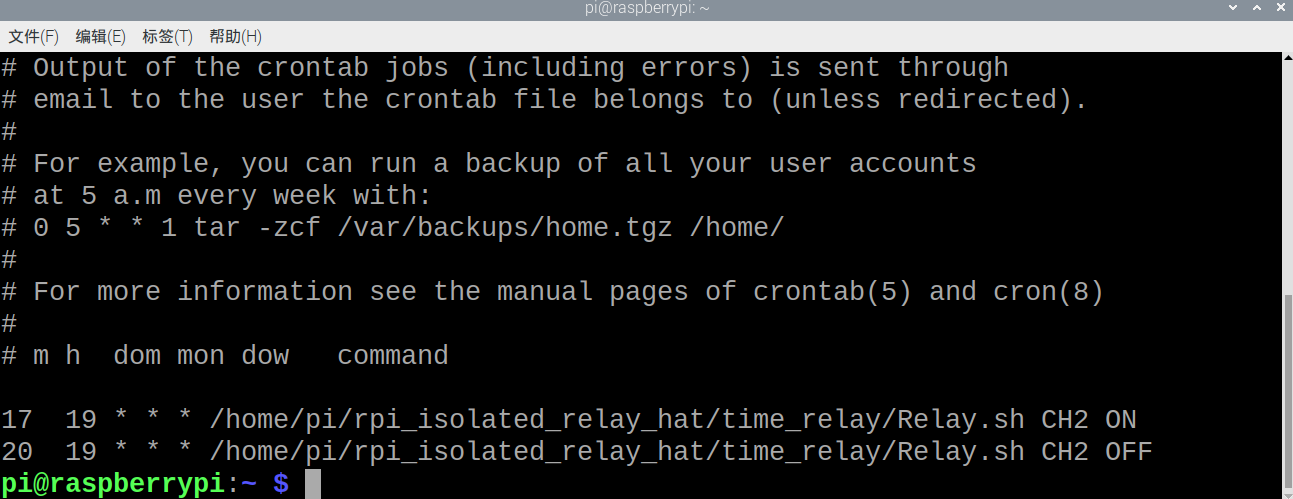 pi@raspberrypi: ~
文件(F) 编辑(E) 标签(T) 帮助(H)
# Output of the crontab jobs (including errors) is sent through
# email to the user the crontab file belongs to (unless redirected).
#
# For example, you can run a backup of all your user accounts
# at 5 a.m every week with:
# 0 5 * * 1 tar -zcf /var/backups/home.tgz /home/
#
# For more information see the manual pages of crontab(5) and cron(8)
#
# m h  dom mon dow   command
17  19 * * * /home/pi/rpi_isolated_relay_hat/time_relay/Relay.sh CH2 ON
20  19 * * * /home/pi/rpi_isolated_relay_hat/time_relay/Relay.sh CH2 OFF
pi@raspberrypi:~ $